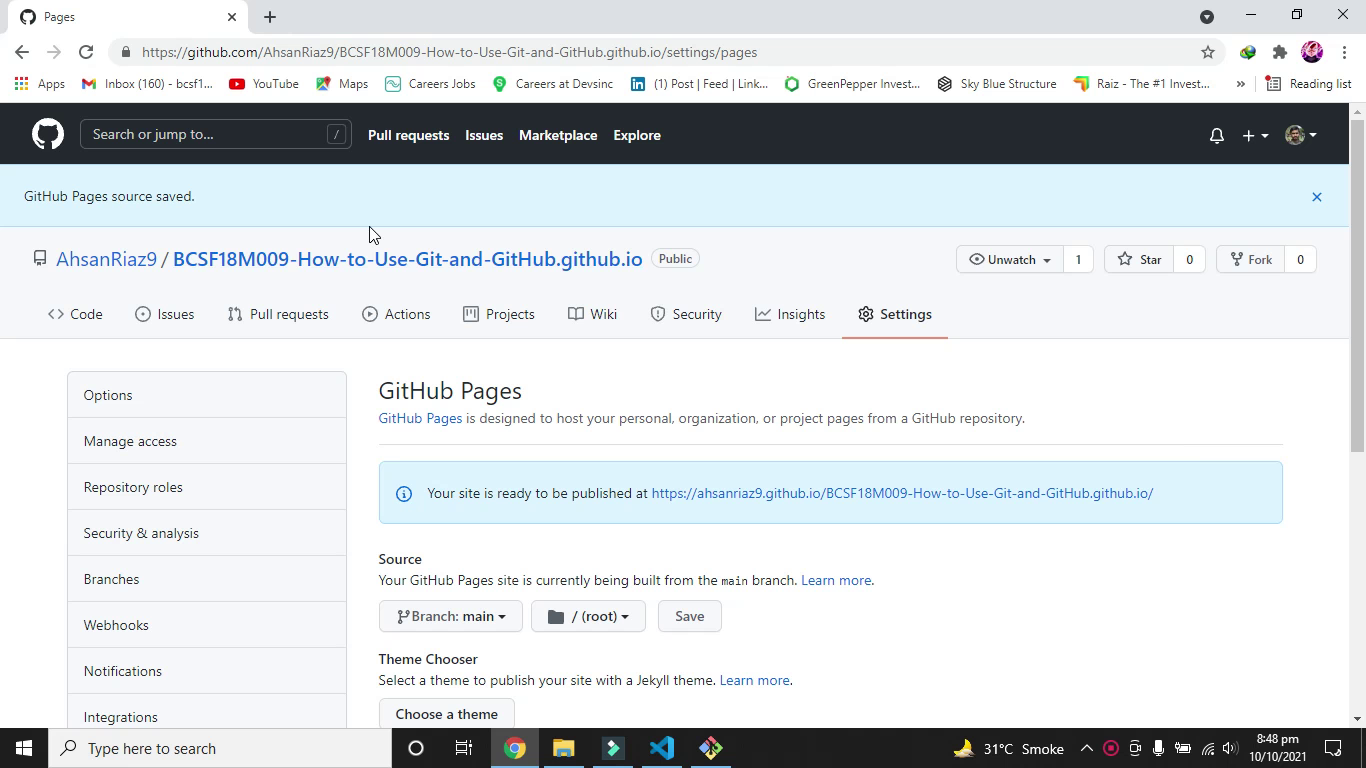 Pages
https://github.com/AhsanRiaz9/BCSF18M009-How-to-Use-Git-and-GitHub.github.io/settings/pages
Apps Inbox (160) - bcsf1... YouTube Maps Careers Jobs Careers at Devsinc (1) Post | Feed | Link... GreenPepper Invest... Sky Blue Structure Raiz - The #1 Invest... » Reading list
Search or jump to... / Pull requests Issues Marketplace Explore
GitHub Pages source saved.
AhsanRiaz9 / BCSF18M009-How-to-Use-Git-and-GitHub.github.io Public Unwatch 1 Star 0 Fork 0
Code Issues Pull requests Actions Projects Wiki Security Insights Settings
Options
Manage access
Repository roles
Security & analysis
Branches
Webhooks
Notifications
Integrations
GitHub Pages
GitHub Pages is designed to host your personal, organization, or project pages from a GitHub repository.
Your site is ready to be published at https://ahsanriaz9.github.io/BCSF18M009-How-to-Use-Git-and-GitHub.github.io/
Source
Your GitHub Pages site is currently being built from the main branch. Learn more.
Branch: main / (root) Save
Theme Chooser
Select a theme to publish your site with a Jekyll theme. Learn more.
Choose a theme
Type here to search 31°C Smoke 8:48 pm
10/10/2021